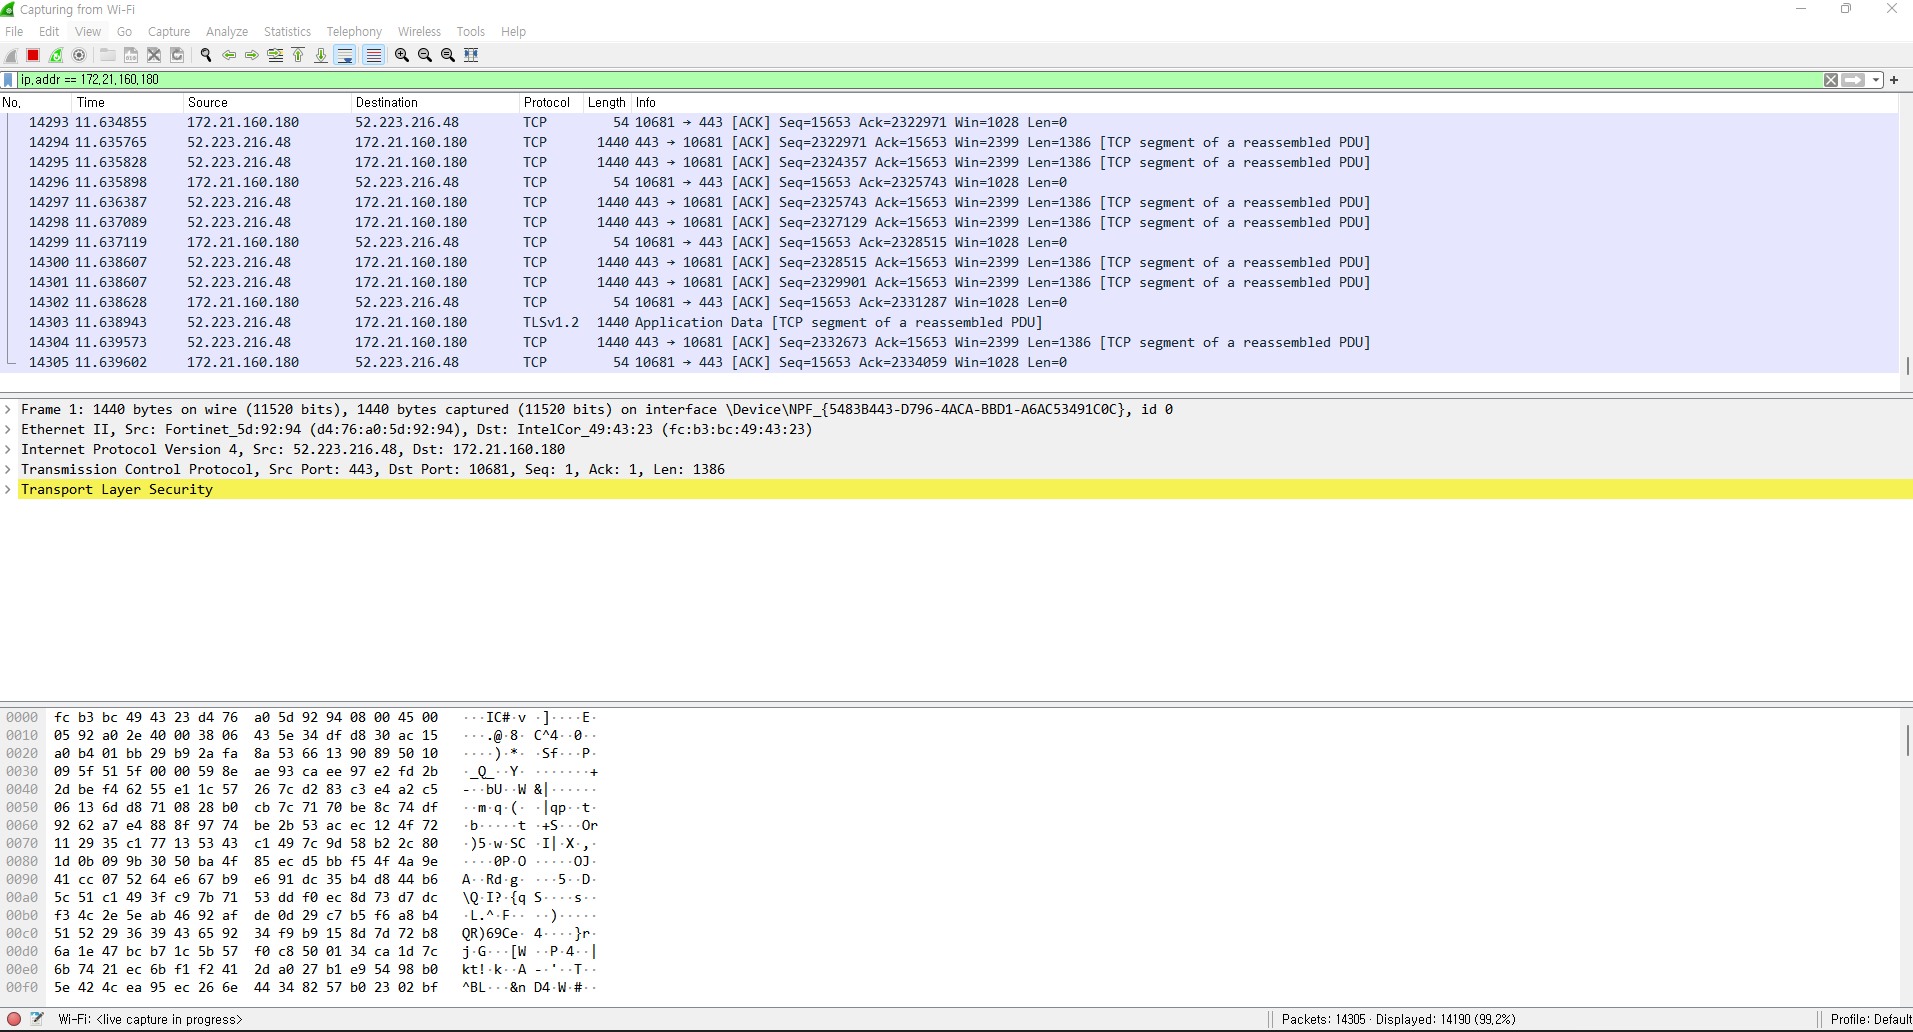 Capturing from Wi-Fi
File Edit View Go Capture Analyze Statistics Telephony Wireless Tools Help
ip.addr == 172.21.160.180
No. Time Source Destination Protocol Length Info
14293 11.634855 172.21.160.180 52.223.216.48 TCP 54 10681 → 443 [ACK] Seq=15653 Ack=2322971 Win=1028 Len=0
14294 11.635765 52.223.216.48 172.21.160.180 TCP 1440 443 → 10681 [ACK] Seq=2322971 Ack=15653 Win=2399 Len=1386 [TCP segment of a reassembled PDU]
14295 11.635828 52.223.216.48 172.21.160.180 TCP 1440 443 → 10681 [ACK] Seq=2324357 Ack=15653 Win=2399 Len=1386 [TCP segment of a reassembled PDU]
14296 11.635898 172.21.160.180 52.223.216.48 TCP 54 10681 → 443 [ACK] Seq=15653 Ack=2325743 Win=1028 Len=0
14297 11.636387 52.223.216.48 172.21.160.180 TCP 1440 443 → 10681 [ACK] Seq=2325743 Ack=15653 Win=2399 Len=1386 [TCP segment of a reassembled PDU]
14298 11.637089 52.223.216.48 172.21.160.180 TCP 1440 443 → 10681 [ACK] Seq=2327129 Ack=15653 Win=2399 Len=1386 [TCP segment of a reassembled PDU]
14299 11.637119 172.21.160.180 52.223.216.48 TCP 54 10681 → 443 [ACK] Seq=15653 Ack=2328515 Win=1028 Len=0
14300 11.638607 52.223.216.48 172.21.160.180 TCP 1440 443 → 10681 [ACK] Seq=2328515 Ack=15653 Win=2399 Len=1386 [TCP segment of a reassembled PDU]
14301 11.638607 52.223.216.48 172.21.160.180 TCP 1440 443 → 10681 [ACK] Seq=2329901 Ack=15653 Win=2399 Len=1386 [TCP segment of a reassembled PDU]
14302 11.638628 172.21.160.180 52.223.216.48 TCP 54 10681 → 443 [ACK] Seq=15653 Ack=2331287 Win=1028 Len=0
14303 11.638943 52.223.216.48 172.21.160.180 TLSv1.2 1440 Application Data [TCP segment of a reassembled PDU]
14304 11.639573 52.223.216.48 172.21.160.180 TCP 1440 443 → 10681 [ACK] Seq=2332673 Ack=15653 Win=2399 Len=1386 [TCP segment of a reassembled PDU]
14305 11.639602 172.21.160.180 52.223.216.48 TCP 54 10681 → 443 [ACK] Seq=15653 Ack=2334059 Win=1028 Len=0
Frame 1: 1440 bytes on wire (11520 bits), 1440 bytes captured (11520 bits) on interface \Device\NPF_{5483B443-D796-4ACA-BBD1-A6AC53491C0C}, id 0
Ethernet II, Src: Fortinet_5d:92:94 (d4:76:a0:5d:92:94), Dst: IntelCor_49:43:23 (fc:b3:bc:49:43:23)
Internet Protocol Version 4, Src: 52.223.216.48, Dst: 172.21.160.180
Transmission Control Protocol, Src Port: 443, Dst Port: 10681, Seq: 1, Ack: 1, Len: 1386
Transport Layer Security
0000 fc b3 bc 49 43 23 d4 76 a0 5d 92 94 08 00 45 00 ···IC#·v ·]····E·
0010 05 92 a0 2e 40 00 38 06 43 5e 34 df d8 30 ac 15 ···.@·8· C^4··0··
0020 a0 b4 01 bb 29 b9 2a fa 8a 53 66 13 90 89 50 10 ····)·*· ·Sf···P·
0030 09 5f 51 5f 00 00 59 8e ae 93 ca ee 97 e2 fd 2b ·_Q_··Y· ·······+
0040 2d be f4 62 55 e1 1c 57 26 7c d2 83 c3 e4 a2 c5 -··bU··W &|······
0050 06 13 6d d8 71 08 28 b0 cb 7c 71 70 be 8c 74 df ··m·q·(· ·|qp··t·
0060 92 62 a7 e4 88 8f 97 74 be 2b 53 ac ec 12 4f 72 ·b·····t ·+S···Or
0070 11 29 35 c1 77 13 53 43 c1 49 7c 9d 58 b2 2c 80 ·)5·w·SC ·I|·X·,·
0080 1d 0b 09 9b 30 50 ba 4f 85 ec d5 bb f5 4f 4a 9e ····0P·O ·····OJ·
0090 41 cc 07 52 64 e6 67 b9 e6 91 dc 35 b4 d8 44 b6 A··Rd·g· ···5··D·
00a0 5c 51 c1 49 3f c9 7b 71 53 dd f0 ec 8d 73 d7 dc \Q·I?·{q S····s··
00b0 f3 4c 2e 5e ab 46 92 af de 0d 29 c7 b5 f6 a8 b4 ·L.^·F·· ··)·····
00c0 51 52 29 36 39 43 65 92 34 f9 b9 15 8d 7d 72 b8 QR)69Ce· 4····}r·
00d0 6a 1e 47 bc b7 1c 5b 57 f0 c8 50 01 34 ca 1d 7c j·G···[W ··P·4··|
00e0 6b 74 21 ec 6b f1 f2 41 2d a0 27 b1 e9 54 98 b0 kt!·k··A -·'··T··
00f0 5e 42 4c ea 95 ec 26 6e 44 34 82 57 b0 23 02 bf ^BL···&n D4·W·#··
Wi-Fi: <live capture in progress> Packets: 14305 · Displayed: 14190 (99.2%) Profile: Default